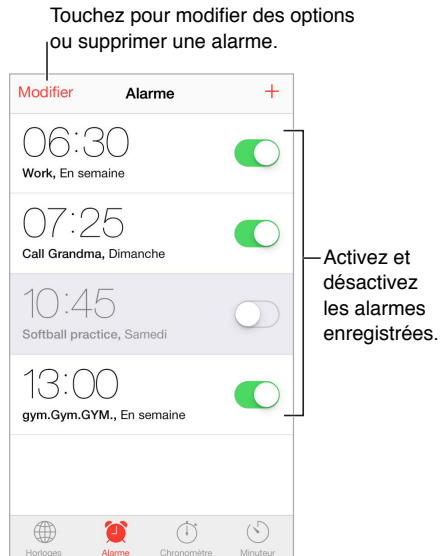 Touchez pour modifier des options
ou supprimer une alarme.
Modifier Alarme +
06:30
Work, En semaine
07:25
Call Grandma, Dimanche
10:45
Softball practice, Samedi
13:00
gym.Gym.GYM., En semaine
Activez et
désactivez
les alarmes
enregistrées.
Horloges Alarme Chronomètre Minuteur